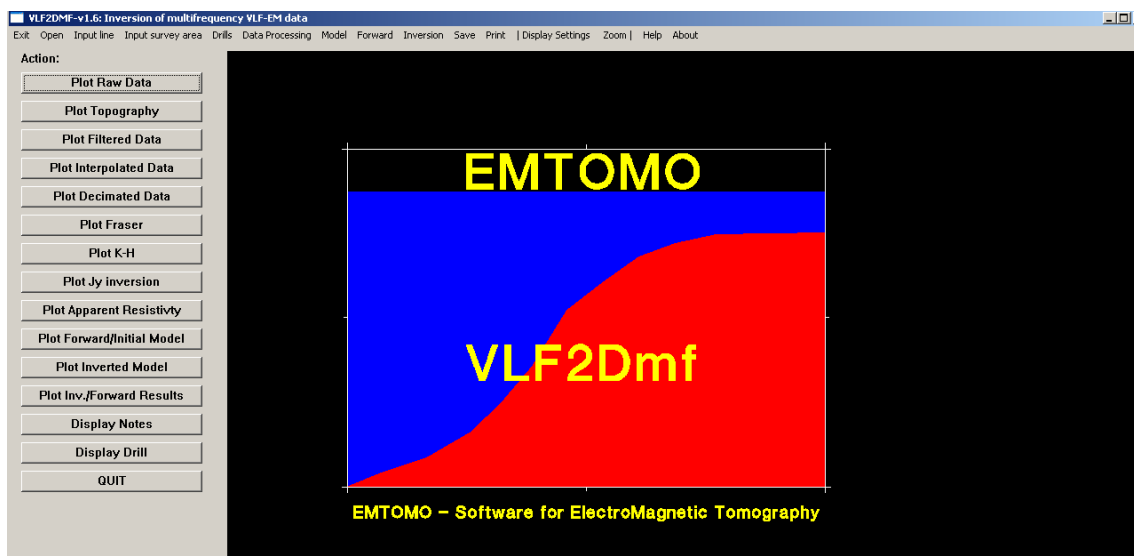 VLF2DMF-v1.6: Inversion of multifrequency VLF-EM data
Exit Open Input line Input survey area Drills Data Processing Model Forward Inversion Save Print | Display Settings Zoom | Help About
Action:
Plot Raw Data
Plot Topography
Plot Filtered Data
Plot Interpolated Data
Plot Decimated Data
Plot Fraser
Plot K-H
Plot Jy inversion
Plot Apparent Resistivty
Plot Forward/Initial Model
Plot Inverted Model
Plot Inv./Forward Results
Display Notes
Display Drill
QUIT
EMTOMO
VLF2Dmf
EMTOMO – Software for ElectroMagnetic Tomography